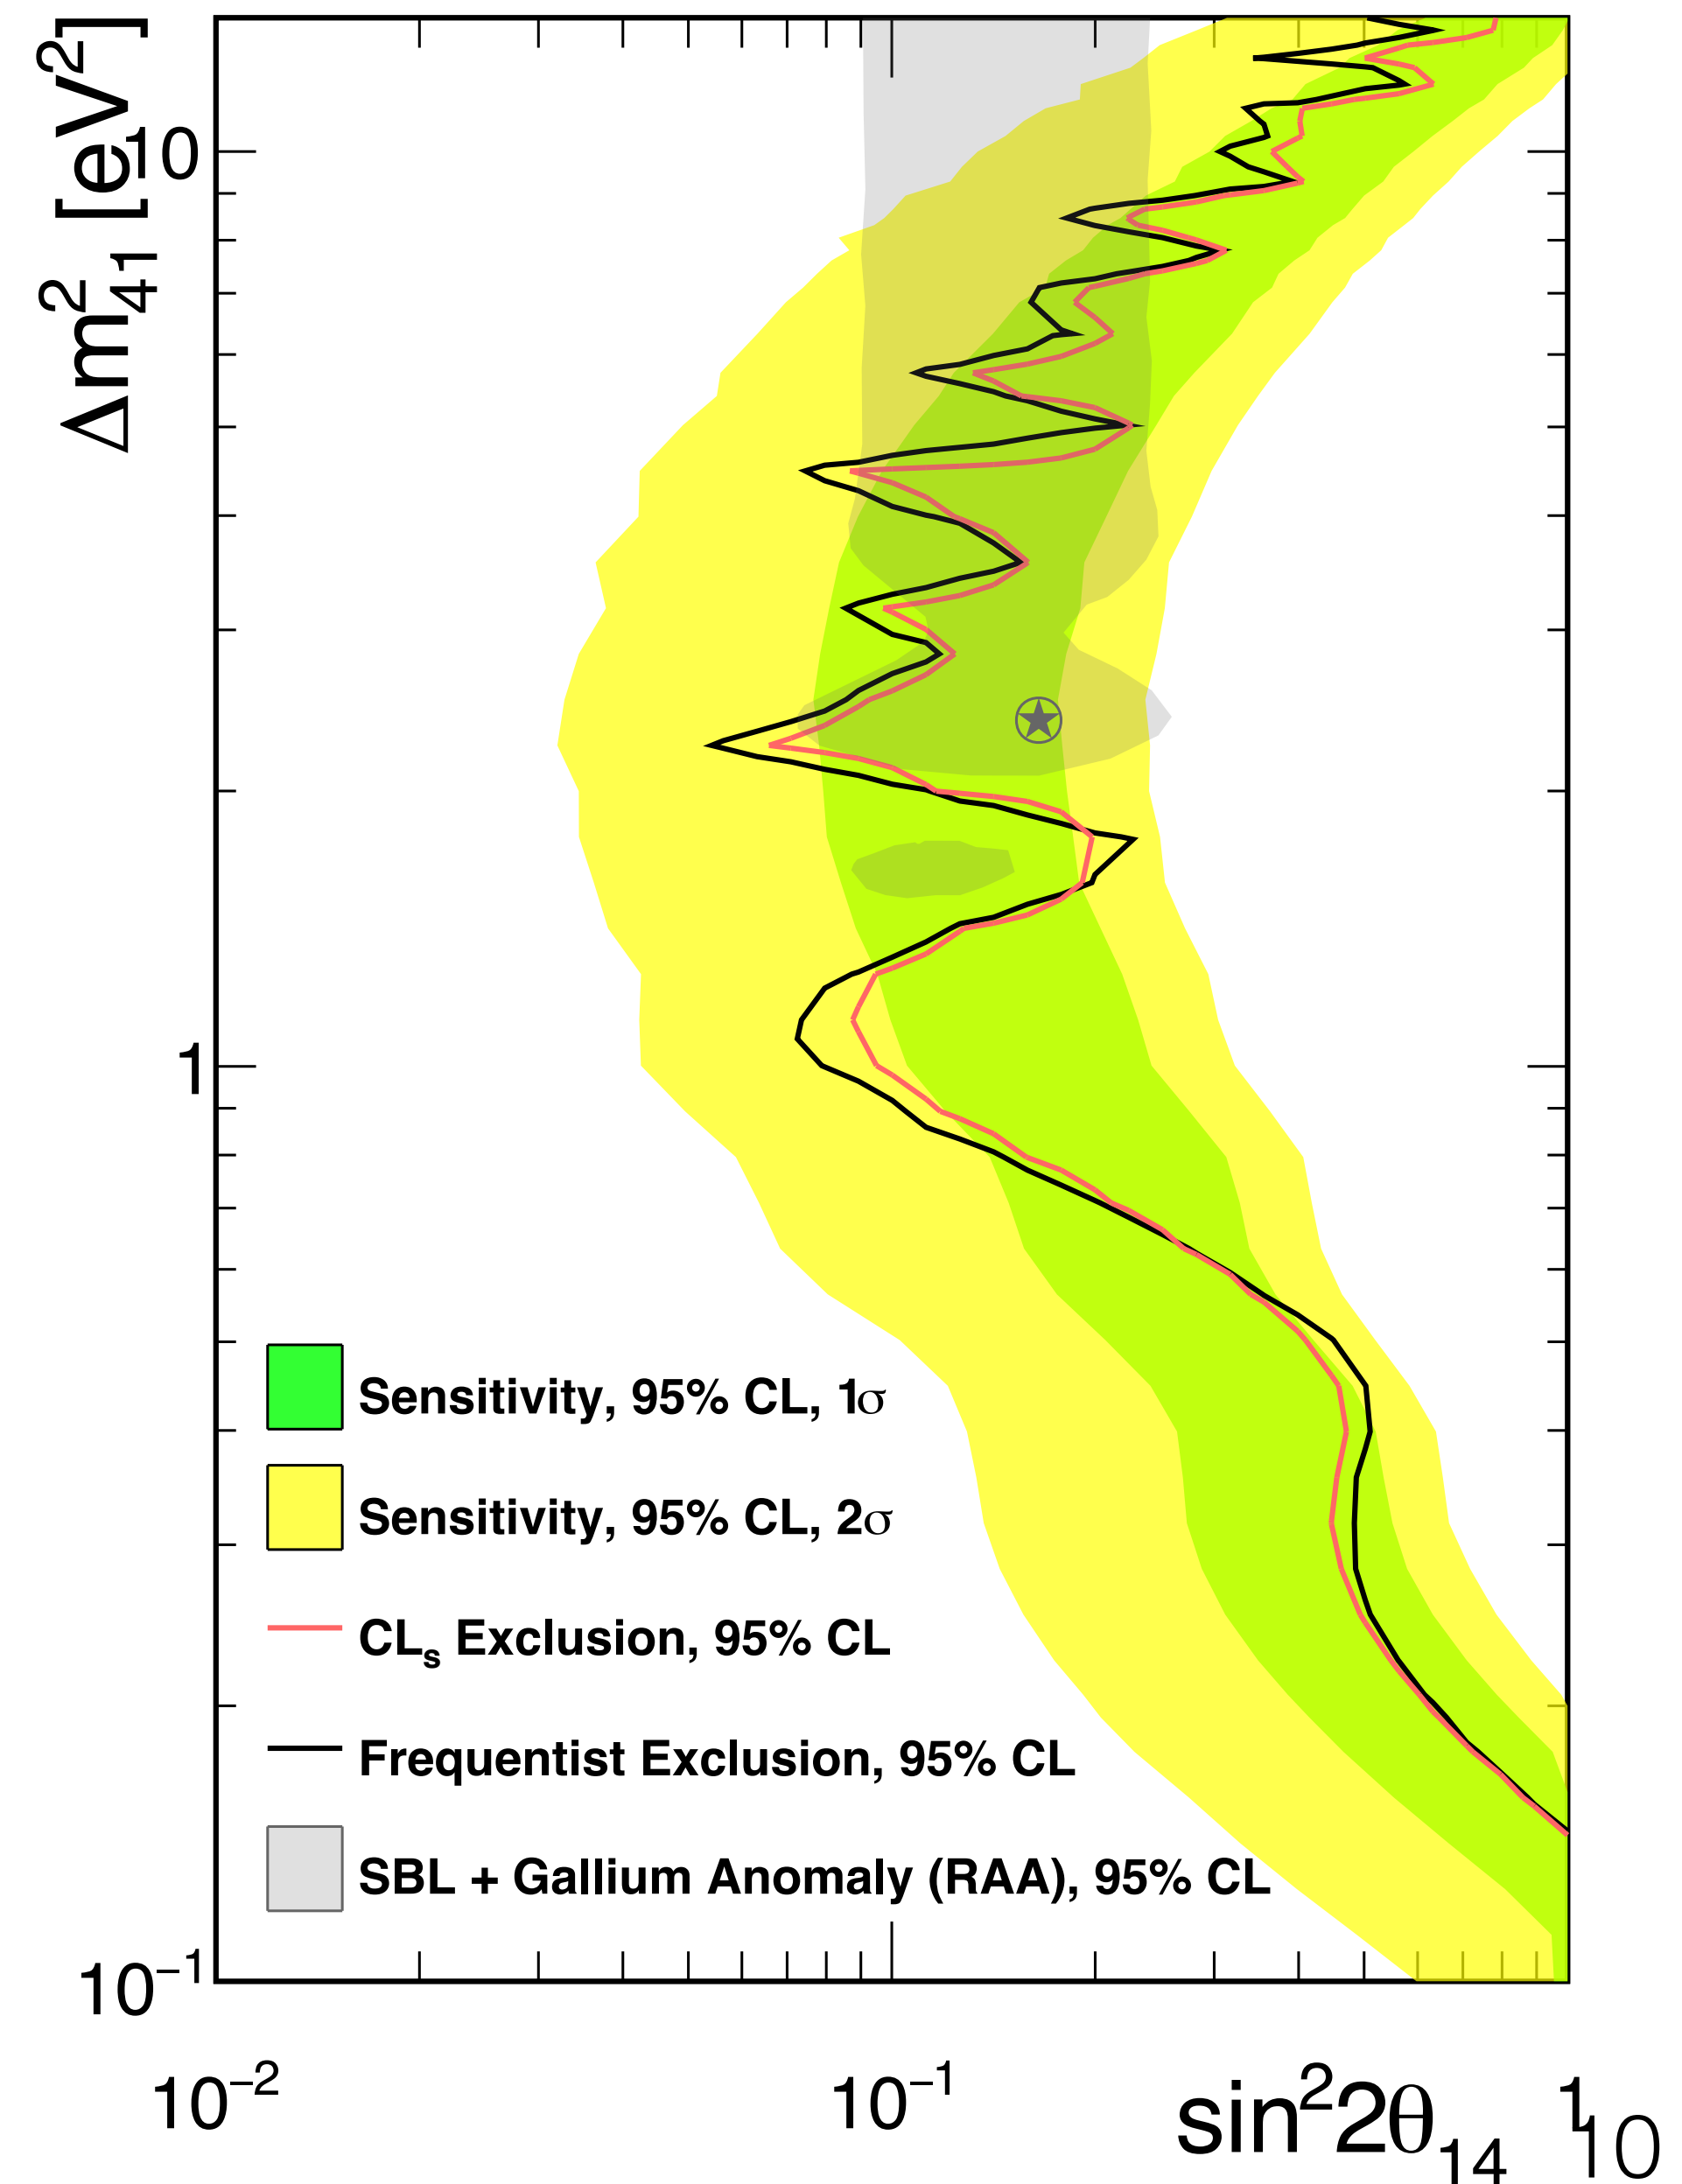 Δm²₄₁ [eV²]
10
1
Sensitivity, 95% CL, 1σ
Sensitivity, 95% CL, 2σ
CLₛ Exclusion, 95% CL
Frequentist Exclusion, 95% CL
SBL + Gallium Anomaly (RAA), 95% CL
10⁻¹
10⁻² 10⁻¹ sin²2θ₁₄ 1 10